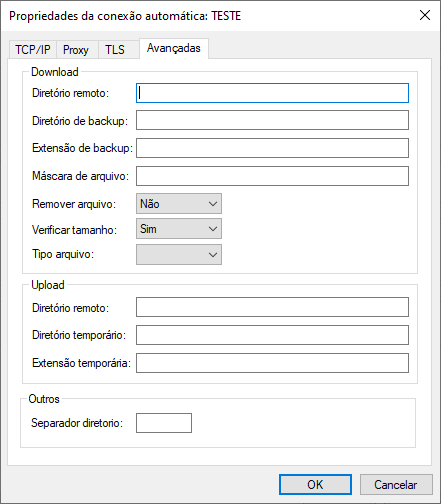 Propriedades da conexão automática: TESTE
TCP/IP Proxy TLS Avançadas
Download
Diretório remoto:
Diretório de backup:
Extensão de backup:
Máscara de arquivo:
Remover arquivo: Não
Verificar tamanho: Sim
Tipo arquivo:
Upload
Diretório remoto:
Diretório temporário:
Extensão temporária:
Outros
Separador diretorio:
OK Cancelar